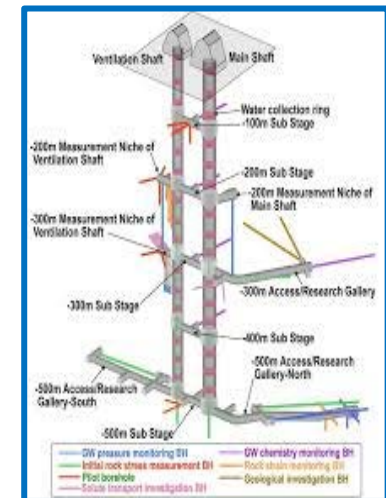 Ventilation Shaft
Main Shaft
Water collection ring
-100m Sub Stage
-200m Measurement Niche of
Ventilation Shaft
-200m Sub Stage
-200m Measurement Niche of
Main Shaft
-300m Measurement Niche of
Ventilation Shaft
-300m Access/Research Gallery
-300m Sub Stage
-400m Sub Stage
-500m Access/Research
Gallery-North
-500m Access/Research
Gallery-South
-500m Sub Stage
GW pressure monitoring BH
GW chemistry monitoring BH
Initial rock stress measurement BH
Rock strain monitoring BH
Pilot borehole
Geological investigation BH
Solute transport investigation BH